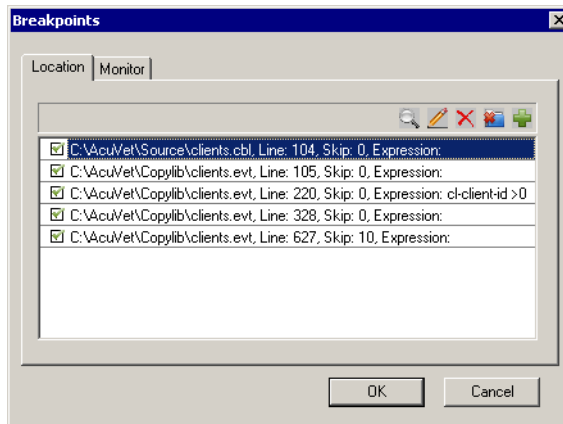 Breakpoints
Location Monitor
C:\AcuVet\Source\clients.cbl, Line: 104, Skip: 0, Expression:
C:\AcuVet\Copylib\clients.evt, Line: 105, Skip: 0, Expression:
C:\AcuVet\Copylib\clients.evt, Line: 220, Skip: 0, Expression: cl-client-id >0
C:\AcuVet\Copylib\clients.evt, Line: 328, Skip: 0, Expression:
C:\AcuVet\Copylib\clients.evt, Line: 627, Skip: 10, Expression:
OK Cancel